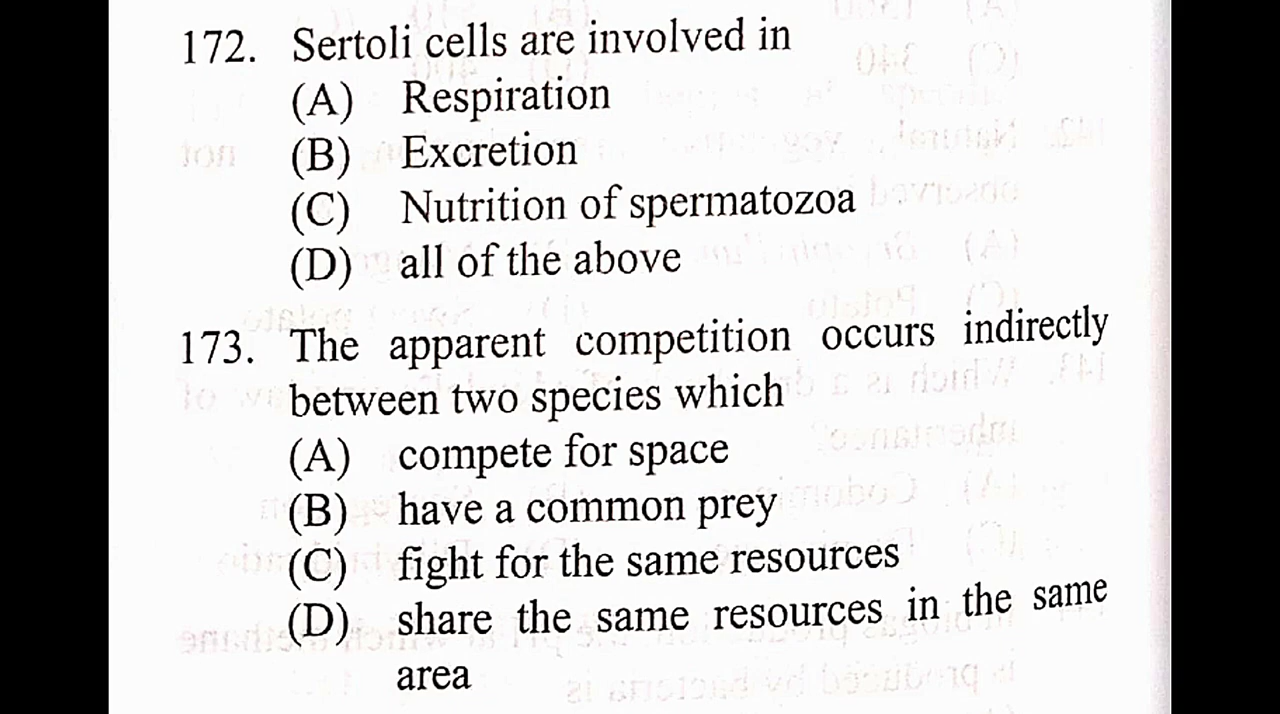 172. Sertoli cells are involved in
(A) Respiration
(B) Excretion
(C) Nutrition of spermatozoa
(D) all of the above
173. The apparent competition occurs indirectly
between two species which
(A) compete for space
(B) have a common prey
(C) fight for the same resources
(D) share the same resources in the same
area